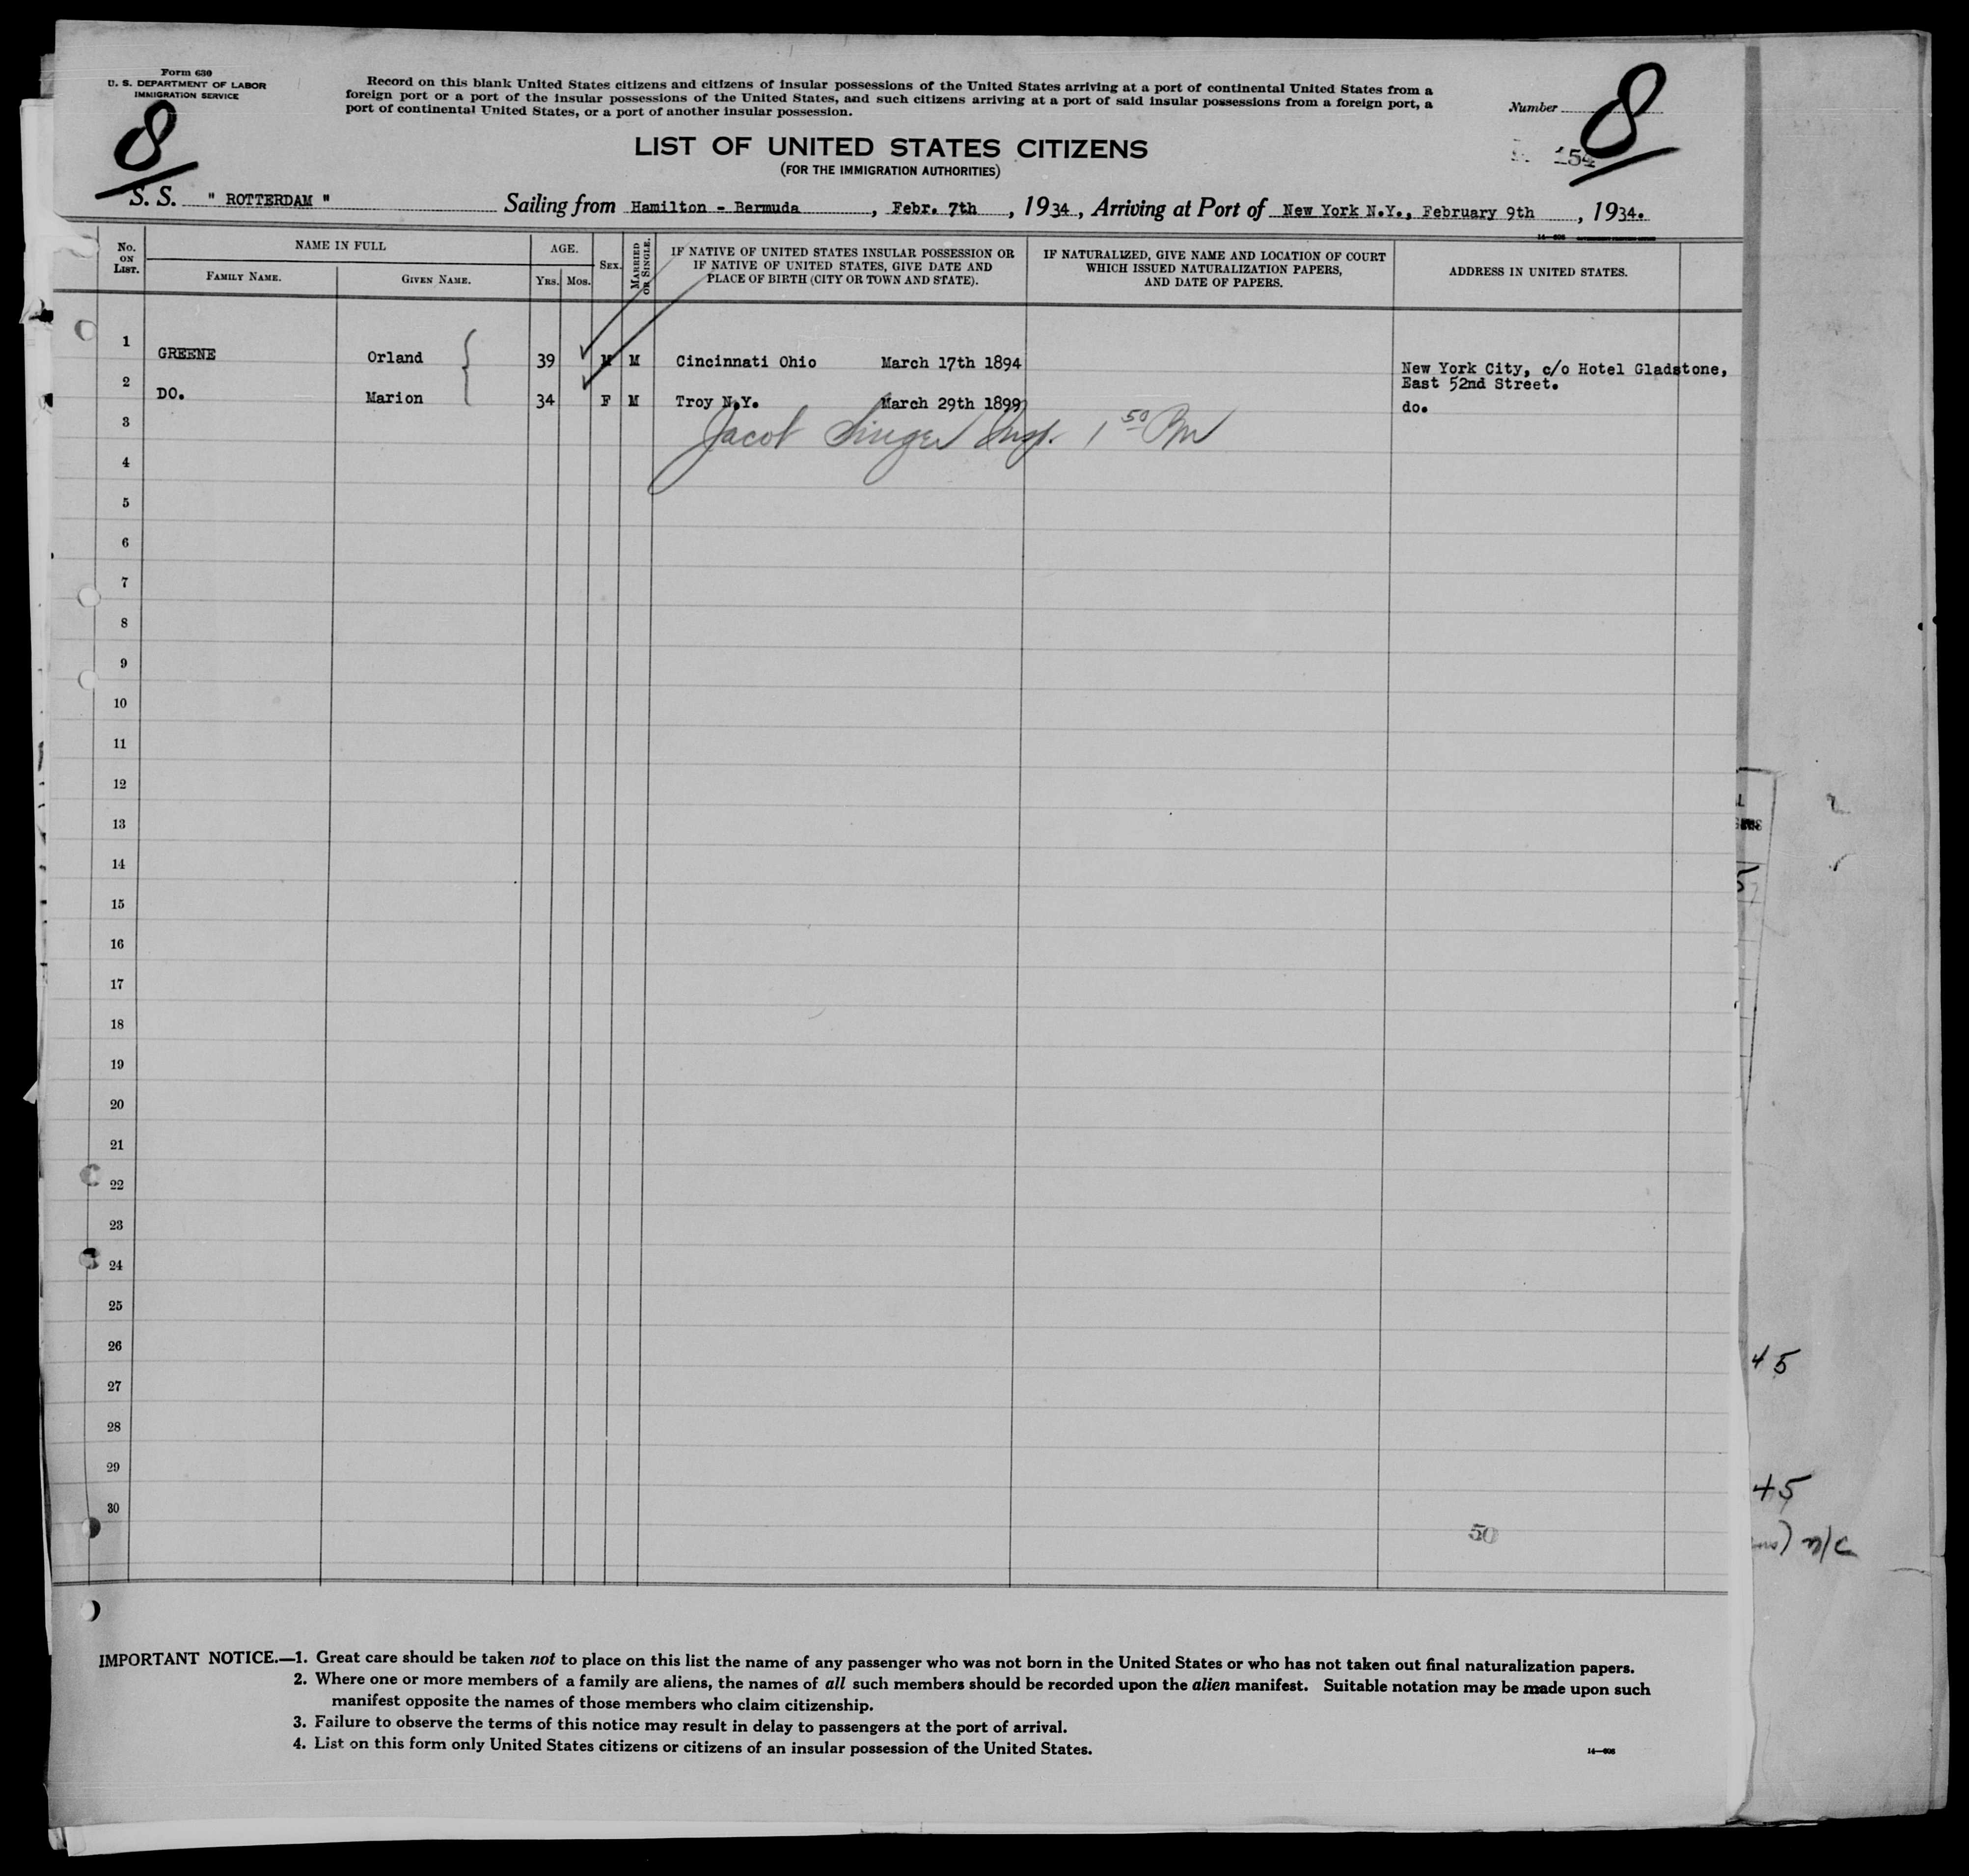 Form 630
U. S. DEPARTMENT OF LABOR
IMMIGRATION SERVICE
Record on this blank United States citizens and citizens of insular possessions of the United States arriving at a port of continental United States from a
foreign port or a port of the insular possessions of the United States, and such citizens arriving at a port of said insular possessions from a foreign port, a
port of continental United States, or a port of another insular possession.
Number
8
8
154
LIST OF UNITED STATES CITIZENS
(FOR THE IMMIGRATION AUTHORITIES)
S. S. " ROTTERDAM " Sailing from Hamilton - Bermuda, Febr. 7th, 1934, Arriving at Port of New York N.Y., February 9th, 1934.
No. ON LIST.
NAME IN FULL
FAMILY NAME.
GIVEN NAME.
AGE.
YRS.
MOS.
SEX.
MARRIED OR SINGLE.
IF NATIVE OF UNITED STATES INSULAR POSSESSION OR
IF NATIVE OF UNITED STATES, GIVE DATE AND
PLACE OF BIRTH (CITY OR TOWN AND STATE).
IF NATURALIZED, GIVE NAME AND LOCATION OF COURT
WHICH ISSUED NATURALIZATION PAPERS,
AND DATE OF PAPERS.
ADDRESS IN UNITED STATES.
1 GREENE Orland 39 M M Cincinnati Ohio March 17th 1894 New York City, c/o Hotel Gladstone,
East 52nd Street.
2 DO. Marion 34 F M Troy N.Y. March 29th 1899 do.
3 Jacob Singer Insp. 1 50 Pm
4
5
6
7
8
9
10
11
12
13
14
15
16
17
18
19
20
21
22
23
24
25
26
27
28
29
30
50
45
45
n/c
IMPORTANT NOTICE.—1. Great care should be taken not to place on this list the name of any passenger who was not born in the United States or who has not taken out final naturalization papers.
2. Where one or more members of a family are aliens, the names of all such members should be recorded upon the alien manifest. Suitable notation may be made upon such
manifest opposite the names of those members who claim citizenship.
3. Failure to observe the terms of this notice may result in delay to passengers at the port of arrival.
4. List on this form only United States citizens or citizens of an insular possession of the United States.